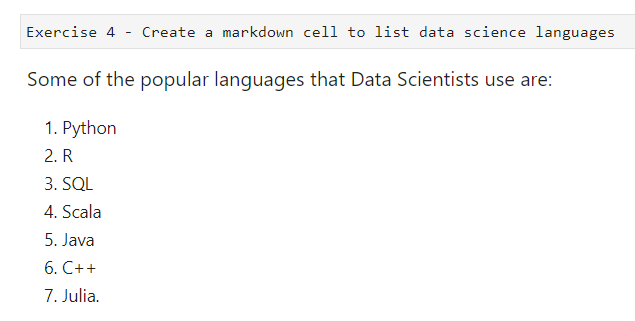 Exercise 4 - Create a markdown cell to list data science languages
Some of the popular languages that Data Scientists use are:
1. Python
2. R
3. SQL
4. Scala
5. Java
6. C++
7. Julia.